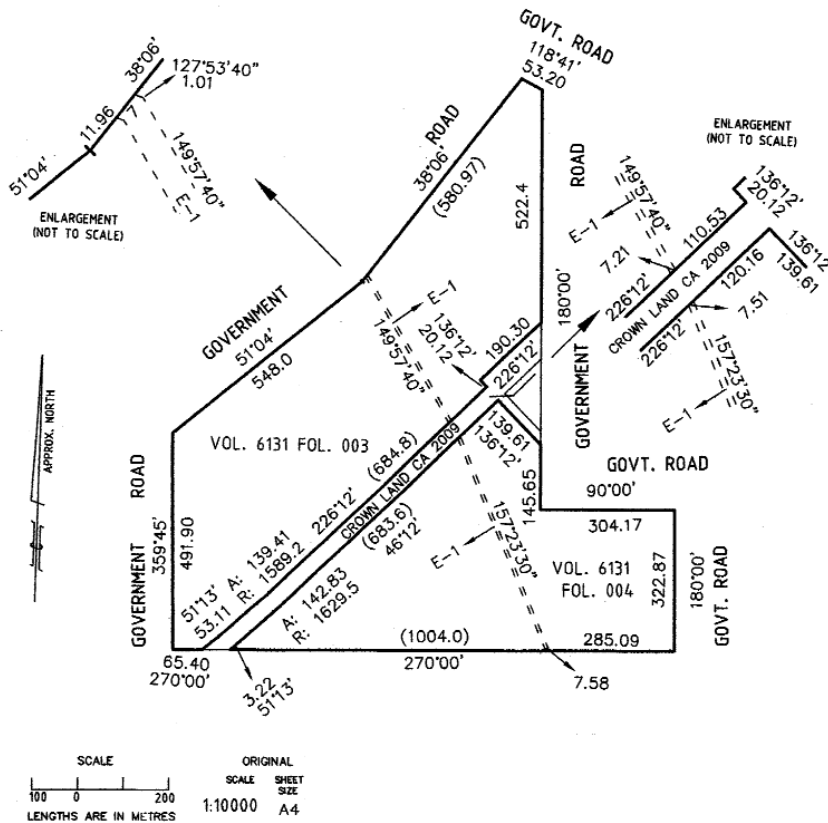 GOVT. ROAD
118°41'
53.20
38°06'
127°53'40"
1.01
7
11.96
51°04'
149°57'40"
E-1
ENLARGEMENT
(NOT TO SCALE)
ROAD
38°06'
(580.97)
522.4
ROAD
180°00'
GOVERNMENT
ENLARGEMENT
(NOT TO SCALE)
136°12'
20.12
149°57'40"
E-1
110.53
7.21
226°12'
CROWN LAND CA 2009
120.16
136°12
139.61
226°12'
7.51
157°23'30"
E-1
GOVERNMENT
51°04'
548.0
E-1
149°57'40"
136°12'
20.12
190.30
226°12'
APPROX. NORTH
VOL. 6131 FOL. 003
(684.8)
226°12'
CROWN LAND CA 2009
(683.6)
46°12'
139.61
136°12'
145.65
GOVT. ROAD
90°00'
304.17
GOVERNMENT ROAD
359°45'
491.90
51°13'
53.11
A: 139.41
R: 1589.2
A: 142.83
R: 1629.5
E-1
157°23'30"
VOL. 6131
FOL. 004
322.87
180°00'
GOVT. ROAD
65.40
270°00'
3.22
51°13'
(1004.0)
270°00'
285.09
7.58
SCALE
100 0 200
LENGTHS ARE IN METRES
ORIGINAL
SCALE SHEET SIZE
1:10000 A4